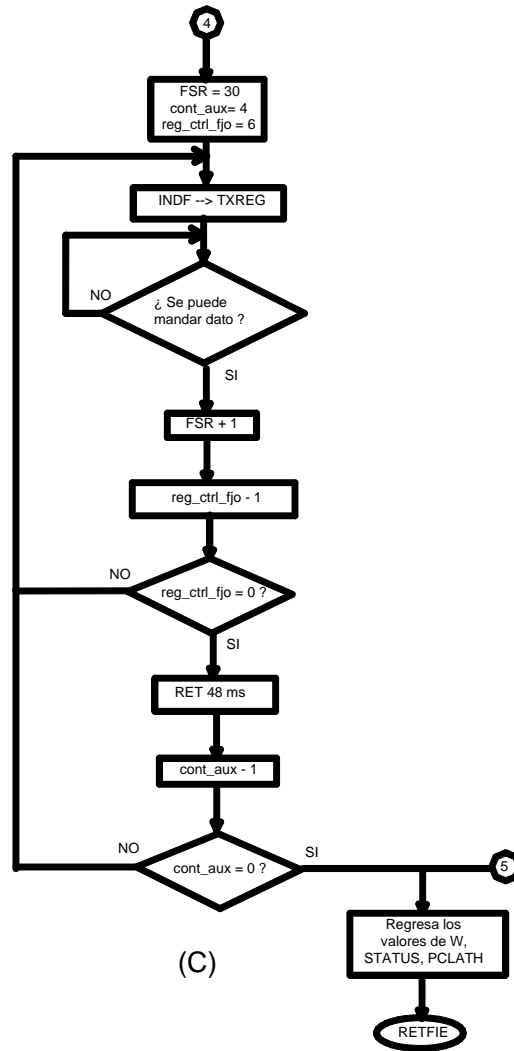 4
FSR = 30
cont_aux= 4
reg_ctrl_fjo = 6
INDF --> TXREG
¿ Se puede
mandar dato ?
NO
SI
FSR + 1
reg_ctrl_fjo - 1
NO
reg_ctrl_fjo = 0 ?
SI
RET 48 ms
cont_aux - 1
NO
cont_aux = 0 ?
SI
5
Regresa los
valores de W,
STATUS, PCLATH
(C)
RETFIE